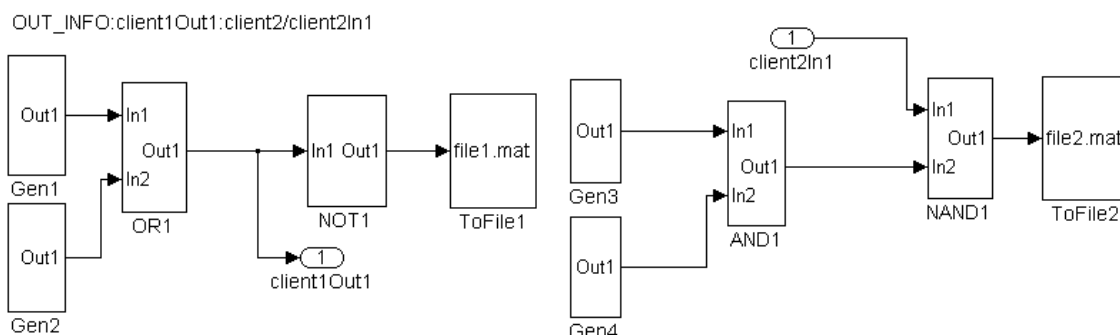 OUT_INFO:client1Out1:client2/client2In1
Out1
Gen1
In1
Out1
In2
OR1
Out1
Gen2
In1 Out1
NOT1
file1.mat
ToFile1
1
client1Out1
1
client2In1
Out1
Gen3
In1
Out1
In2
AND1
Out1
Gen4
In1
Out1
In2
NAND1
file2.mat
ToFile2